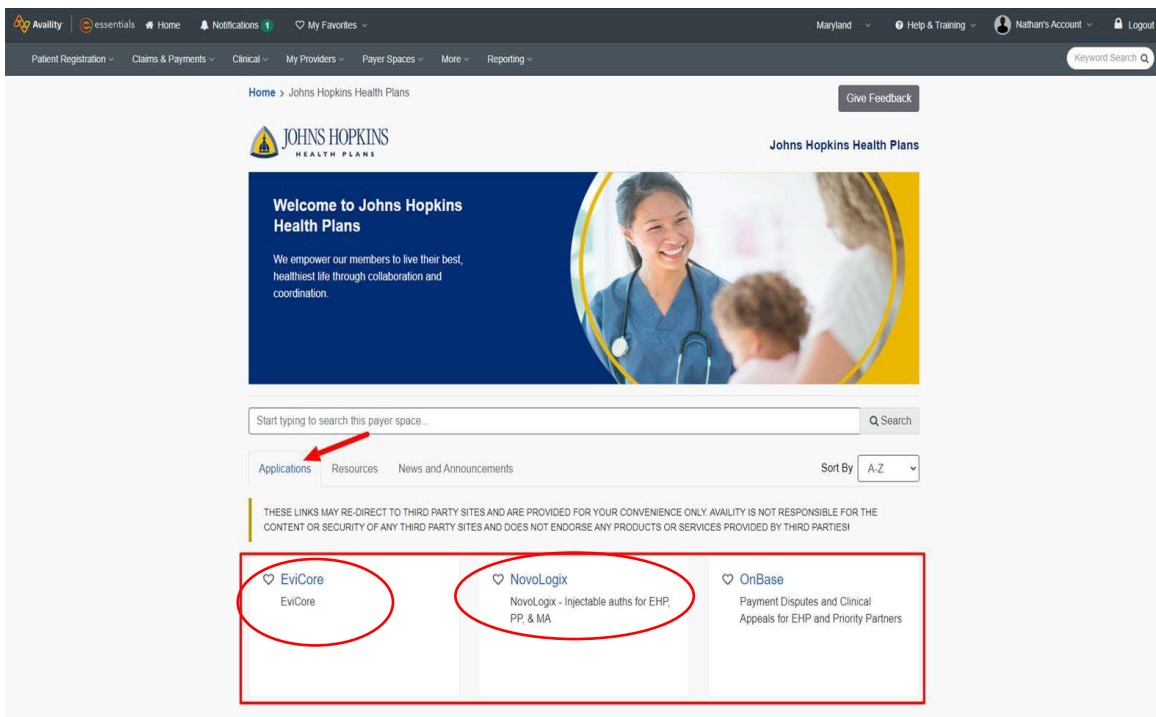 Availity essentials Home Notifications 1 My Favorites Maryland Help & Training Nathan's Account Logout
Patient Registration Claims & Payments Clinical My Providers Payer Spaces More Reporting Keyword Search
Home > Johns Hopkins Health Plans
Give Feedback
JOHNS HOPKINS
HEALTH PLANS
Johns Hopkins Health Plans
Welcome to Johns Hopkins
Health Plans
We empower our members to live their best,
healthiest life through collaboration and
coordination.
Start typing to search this payer space... Search
Applications Resources News and Announcements Sort By A-Z
THESE LINKS MAY RE-DIRECT TO THIRD PARTY SITES AND ARE PROVIDED FOR YOUR CONVENIENCE ONLY. AVAILITY IS NOT RESPONSIBLE FOR THE
CONTENT OR SECURITY OF ANY THIRD PARTY SITES AND DOES NOT ENDORSE ANY PRODUCTS OR SERVICES PROVIDED BY THIRD PARTIES!
EviCore
EviCore
NovoLogix
NovoLogix - Injectable auths for EHP,
PP, & MA
OnBase
Payment Disputes and Clinical
Appeals for EHP and Priority Partners